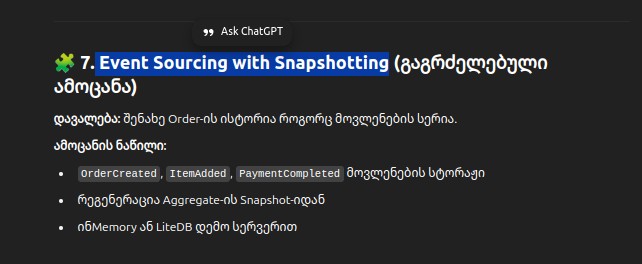 Ask ChatGPT
🧩 7. Event Sourcing with Snapshotting (გაგრძელებული
ამოცანა)
დავალება: შენახე Order-ის ისტორია როგორც მოვლენების სერია.
ამოცანის ნაწილი:
• OrderCreated, ItemAdded, PaymentCompleted მოვლენების სტორაჟი
• რეგენერაცია Aggregate-ის Snapshot-იდან
• ინMemory ან LiteDB დემო სერვერით